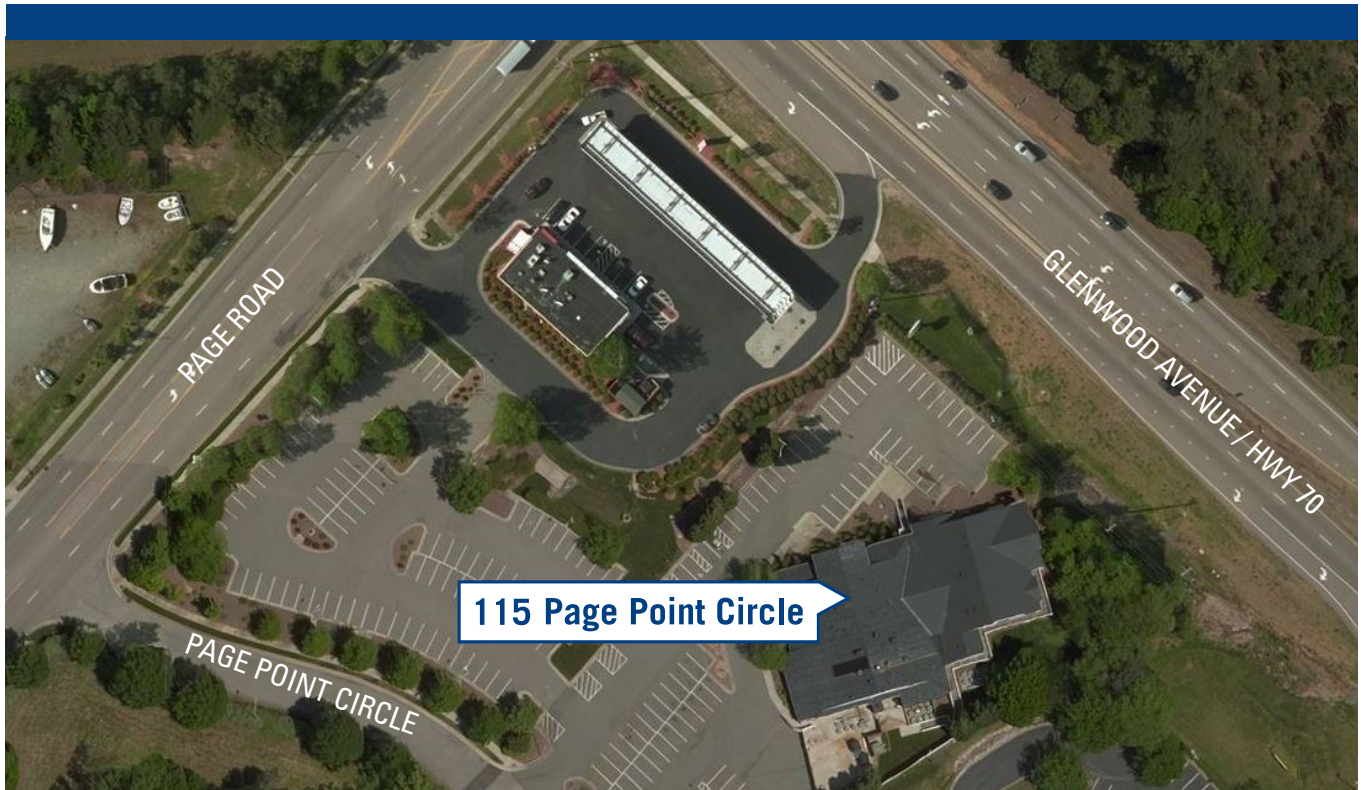 PAGE ROAD
GLENWOOD AVENUE / HWY 70
115 Page Point Circle
PAGE POINT CIRCLE